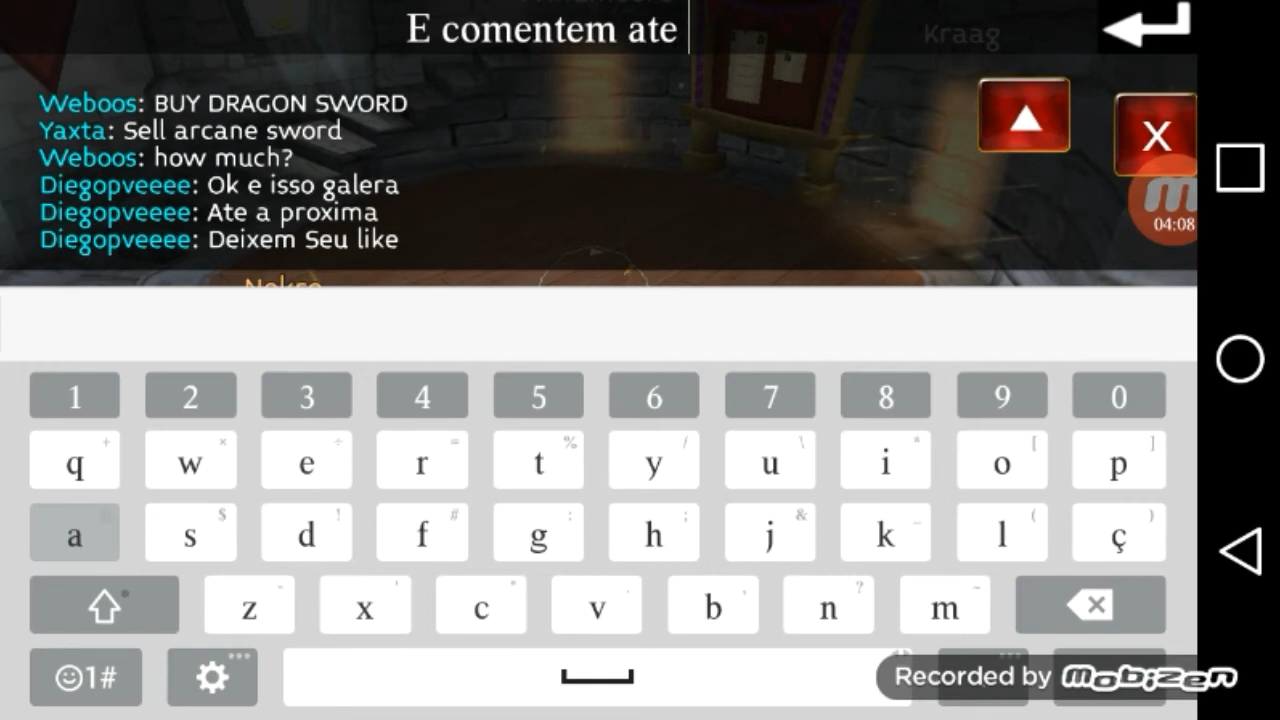 E comentem ate
Kraag
Weboos: BUY DRAGON SWORD
Yaxta: Sell arcane sword
Weboos: how much?
Diegopveeee: Ok e isso galera
Diegopveeee: Ate a proxima
Diegopveeee: Deixem Seu like
X
04:08
1 2 3 4 5 6 7 8 9 0
q w e r t y u i o p
a s d f g h j k l ç
z x c v b n m
1#
Recorded by mobizen